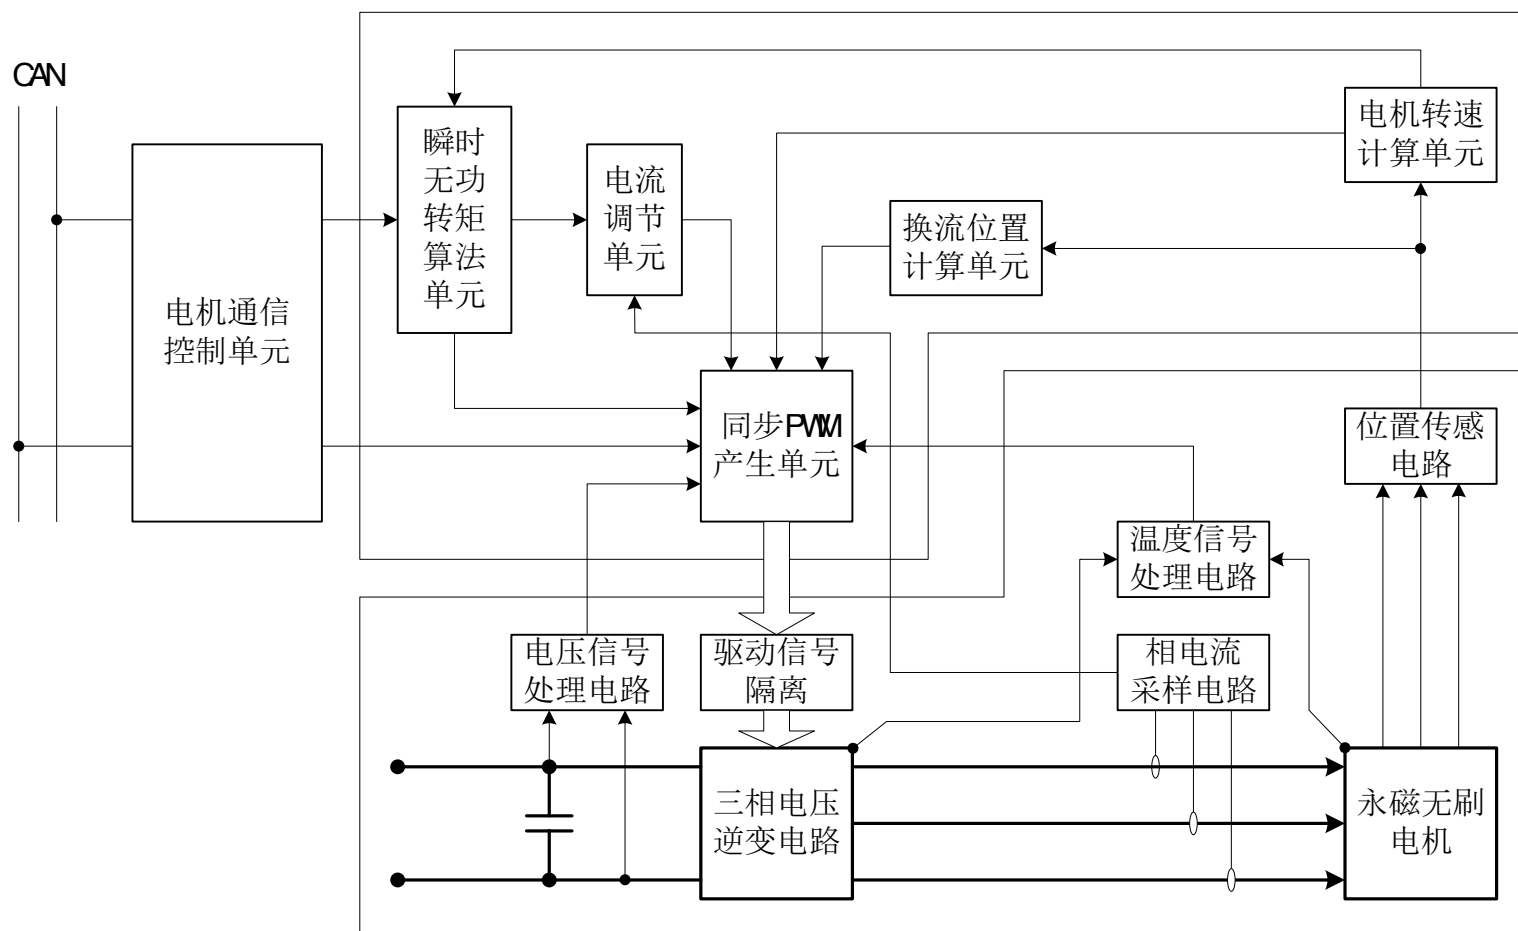 CAN
电机通信
控制单元
瞬时
无功
转矩
算法
单元
电流
调节
单元
换流位置
计算单元
电机转速
计算单元
同步PWM
产生单元
位置传感
电路
温度信号
处理电路
电压信号
处理电路
驱动信号
隔离
相电流
采样电路
三相电压
逆变电路
永磁无刷
电机